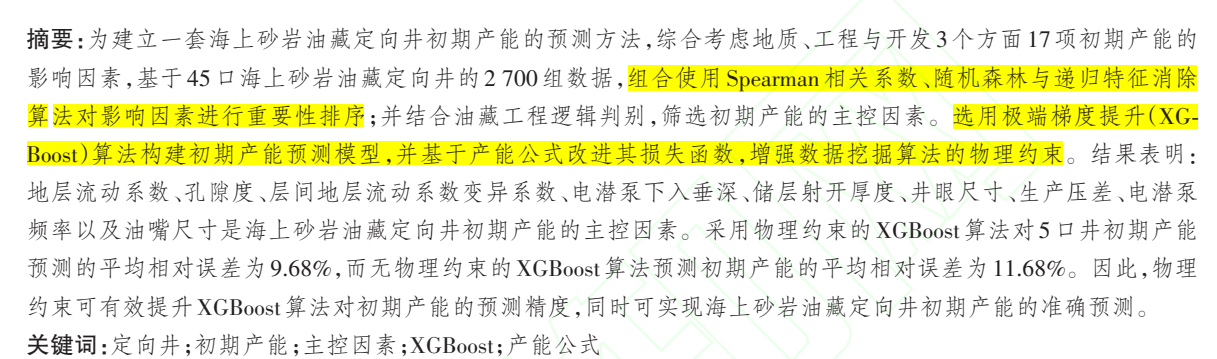 摘要:为建立一套海上砂岩油藏定向井初期产能的预测方法,综合考虑地质、工程与开发3个方面17项初期产能的
影响因素,基于45口海上砂岩油藏定向井的2 700组数据,组合使用Spearman相关系数、随机森林与递归特征消除
算法对影响因素进行重要性排序;并结合油藏工程逻辑判别,筛选初期产能的主控因素。选用极端梯度提升(XG-
Boost)算法构建初期产能预测模型,并基于产能公式改进其损失函数,增强数据挖掘算法的物理约束。结果表明:
地层流动系数、孔隙度、层间地层流动系数变异系数、电潜泵下入垂深、储层射开厚度、井眼尺寸、生产压差、电潜泵
频率以及油嘴尺寸是海上砂岩油藏定向井初期产能的主控因素。采用物理约束的XGBoost算法对5口井初期产能
预测的平均相对误差为9.68%,而无物理约束的XGBoost算法预测初期产能的平均相对误差为11.68%。因此,物理
约束可有效提升XGBoost算法对初期产能的预测精度,同时可实现海上砂岩油藏定向井初期产能的准确预测。
关键词:定向井;初期产能;主控因素;XGBoost;产能公式